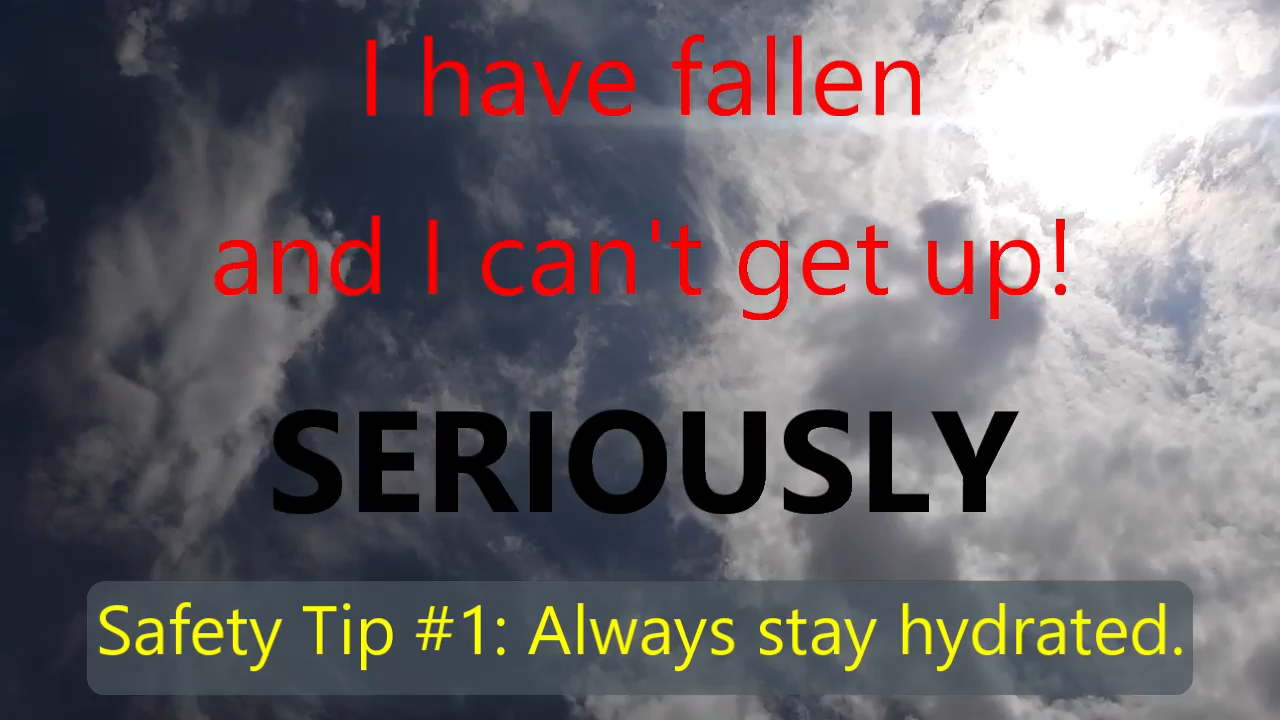 I have fallen
and I can't get up!
SERIOUSLY
Safety Tip #1: Always stay hydrated.